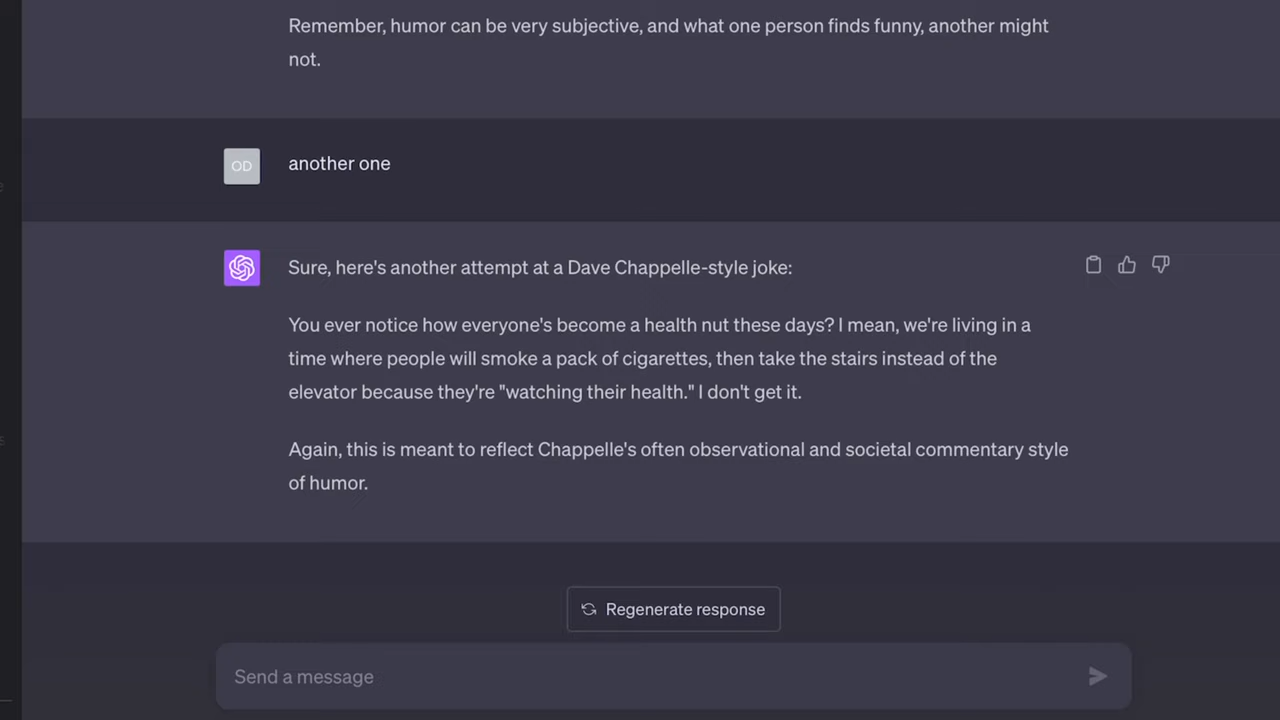 Remember, humor can be very subjective, and what one person finds funny, another might
not.
OD
another one
Sure, here's another attempt at a Dave Chappelle-style joke:
You ever notice how everyone's become a health nut these days? I mean, we're living in a
time where people will smoke a pack of cigarettes, then take the stairs instead of the
elevator because they're "watching their health." I don't get it.
Again, this is meant to reflect Chappelle's often observational and societal commentary style
of humor.
Regenerate response
Send a message